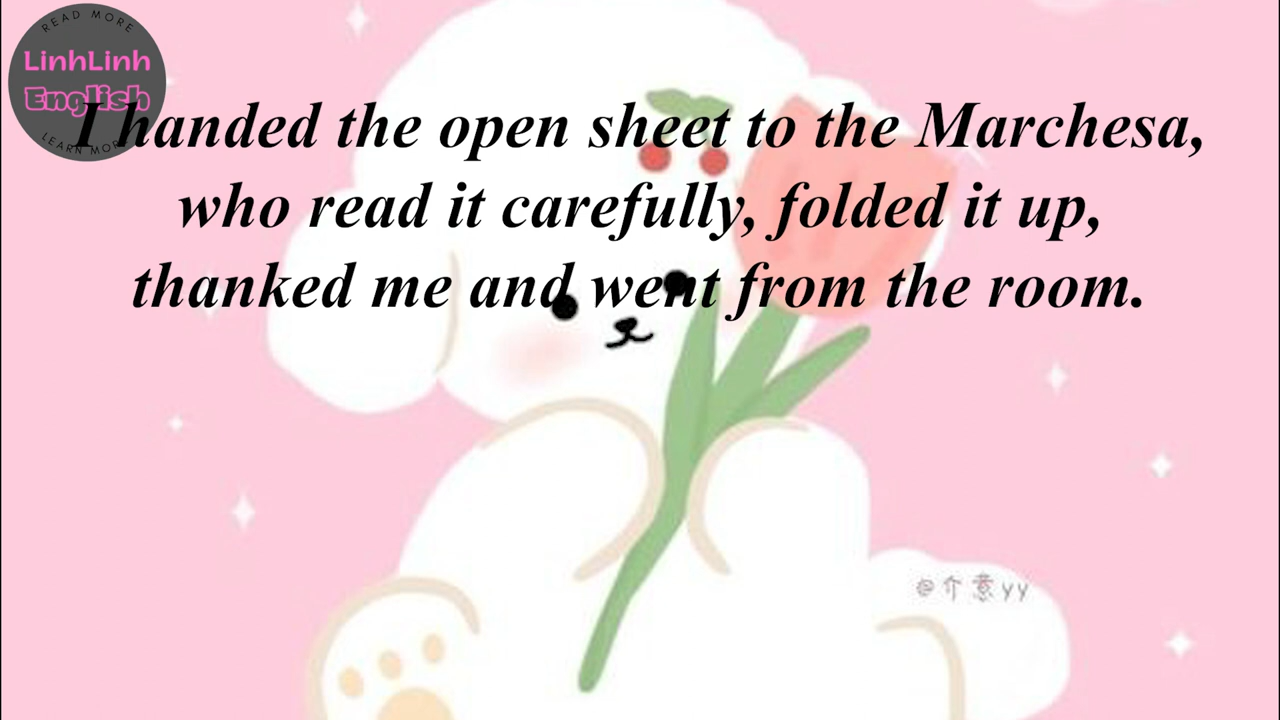 READ MORE
LinhLinh
English
LEARN MORE
I handed the open sheet to the Marchesa,
who read it carefully, folded it up,
thanked me and went from the room.
@介意yy